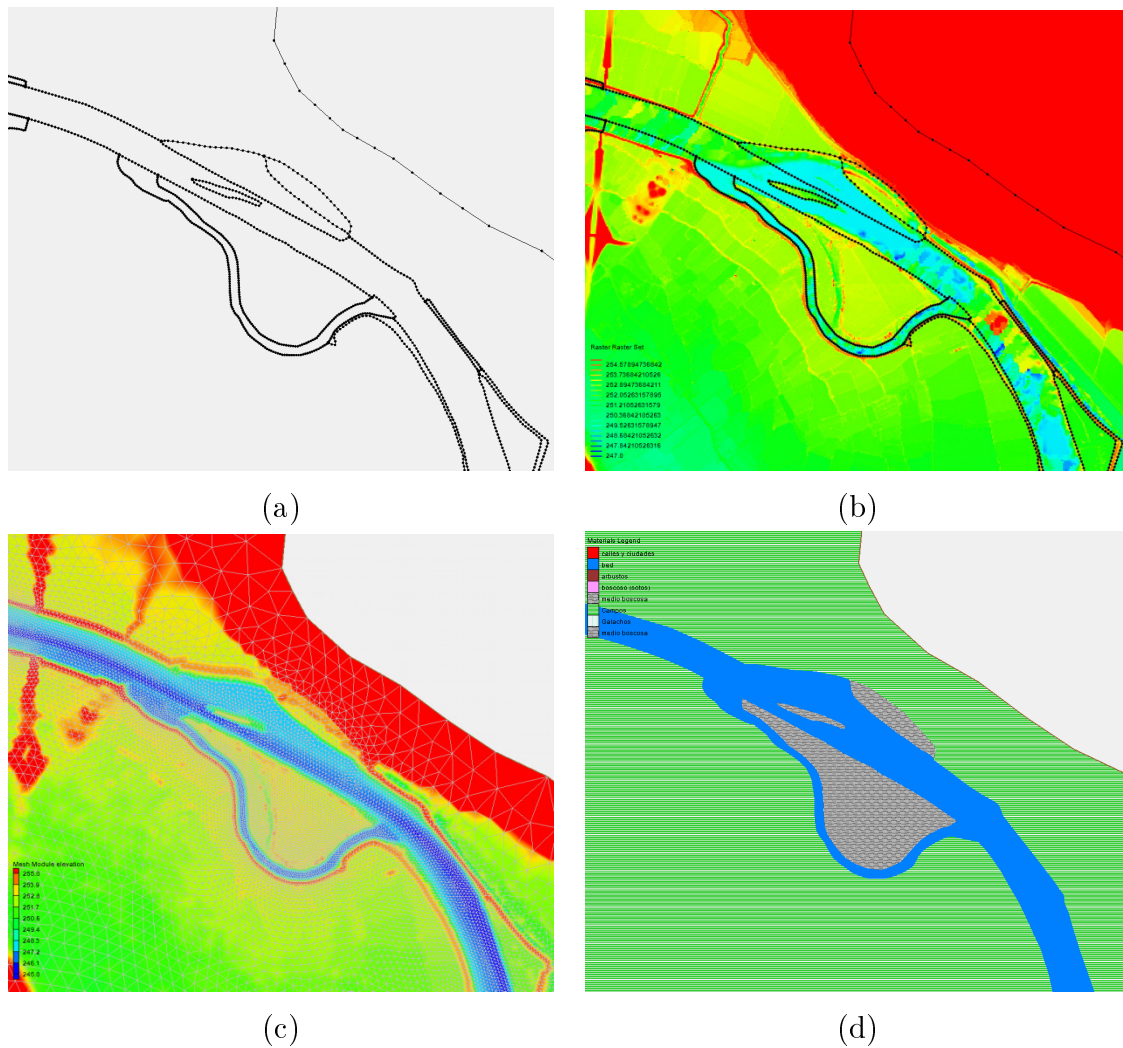 Raster Raster Set
254.87894736842
253.73684210526
252.89473684211
252.05263157895
251.21052631579
250.36842105263
249.52631578947
248.68421052632
247.84210526316
247.0
(a)
(b)
Mesh Module elevation
255.0
253.9
252.8
251.7
250.6
249.4
248.3
247.2
246.1
245.0
Materials Legend
calles y ciudades
bed
arbustos
boscoso (sotos)
medio boscosa
Campos
Galachos
medio boscosa
(c)
(d)